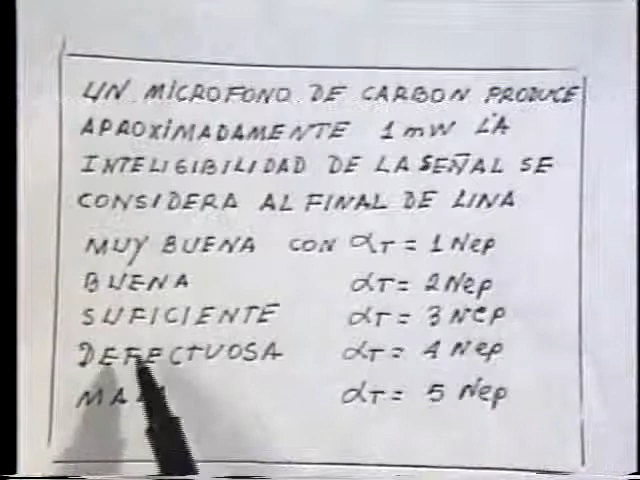 UN MICROFONO DE CARBON PRODUCE
APROXIMADAMENTE 1 mW LA
INTELIGIBILIDAD DE LA SEÑAL SE
CONSIDERA AL FINAL DE LINA
MUY BUENA CON αT = 1 Nep
BUENA αT = 2 Nep
SUFICIENTE αT = 3 Nep
DEFECTUOSA αT = 4 Nep
αT = 5 Nep